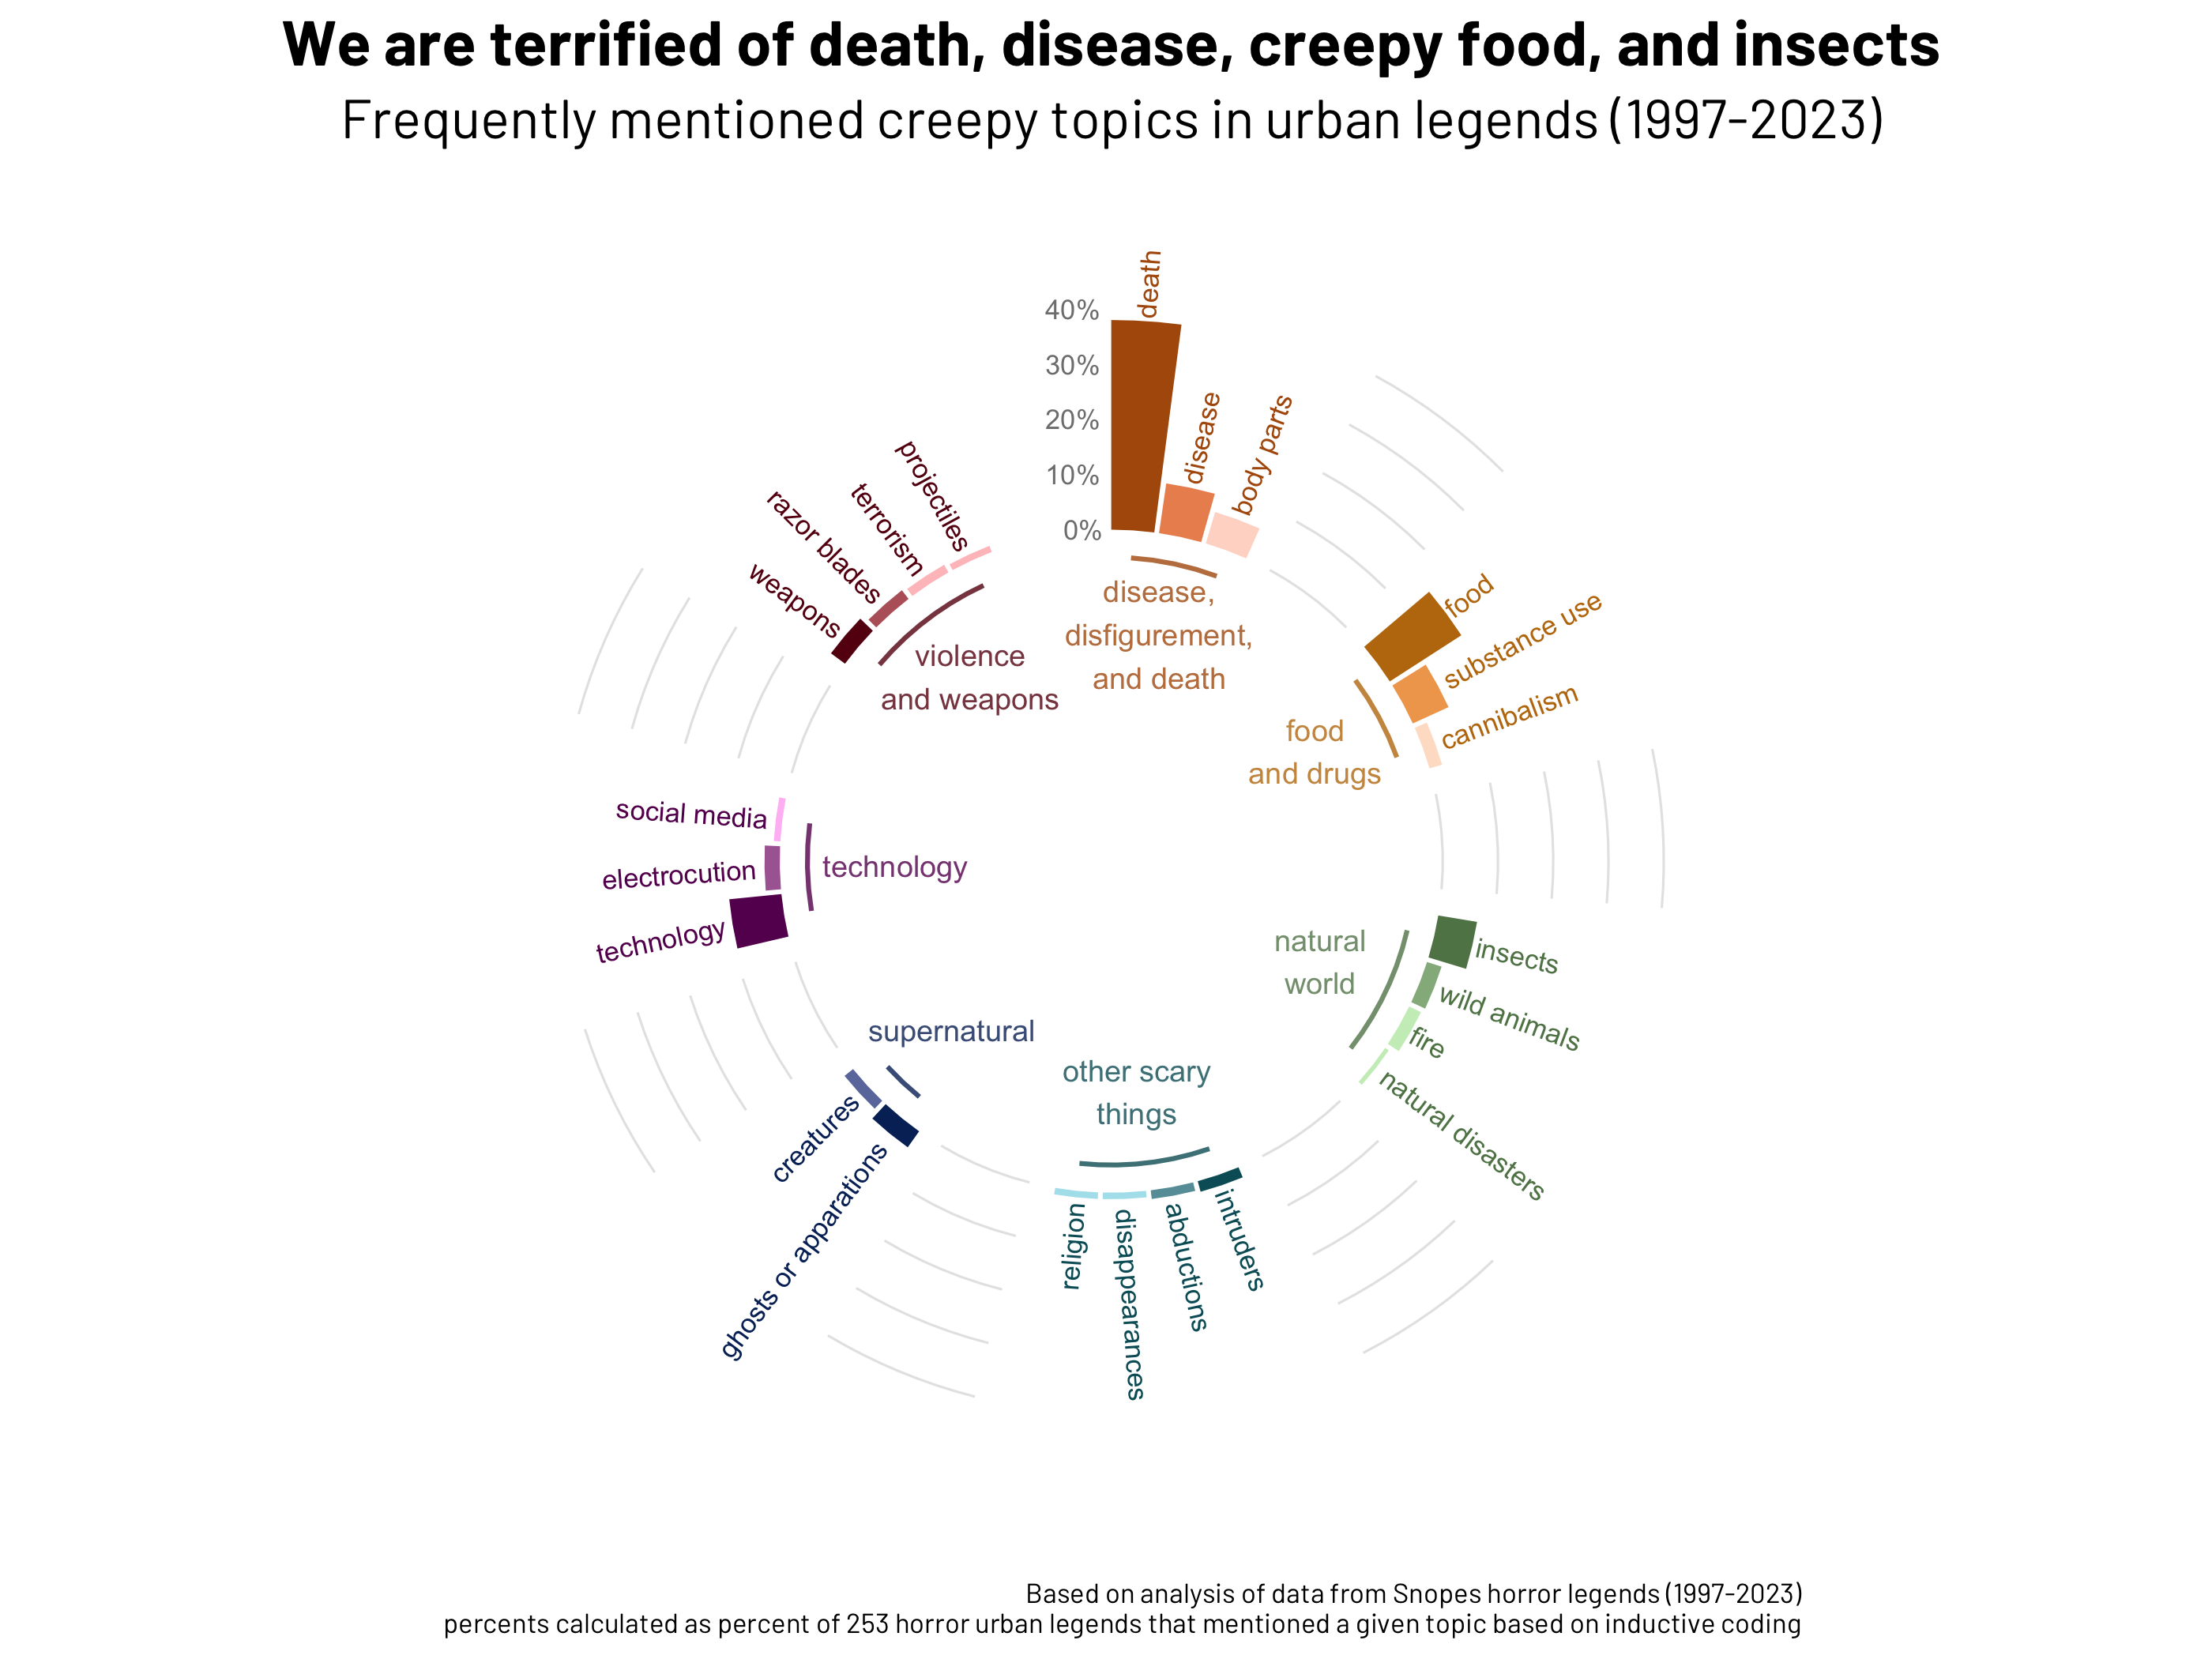 We are terrified of death, disease, creepy food, and insects
Frequently mentioned creepy topics in urban legends (1997-2023)
40%
30%
20%
10%
0%
death
disease
body parts
disease,
disfigurement,
and death
food
substance use
cannibalism
food
and drugs
insects
wild animals
fire
natural disasters
natural
world
intruders
abductions
disappearances
religion
other scary
things
ghosts or apparations
creatures
supernatural
technology
electrocution
social media
technology
weapons
razor blades
terrorism
projectiles
violence
and weapons
Based on analysis of data from Snopes horror legends (1997-2023)
percents calculated as percent of 253 horror urban legends that mentioned a given topic based on inductive coding